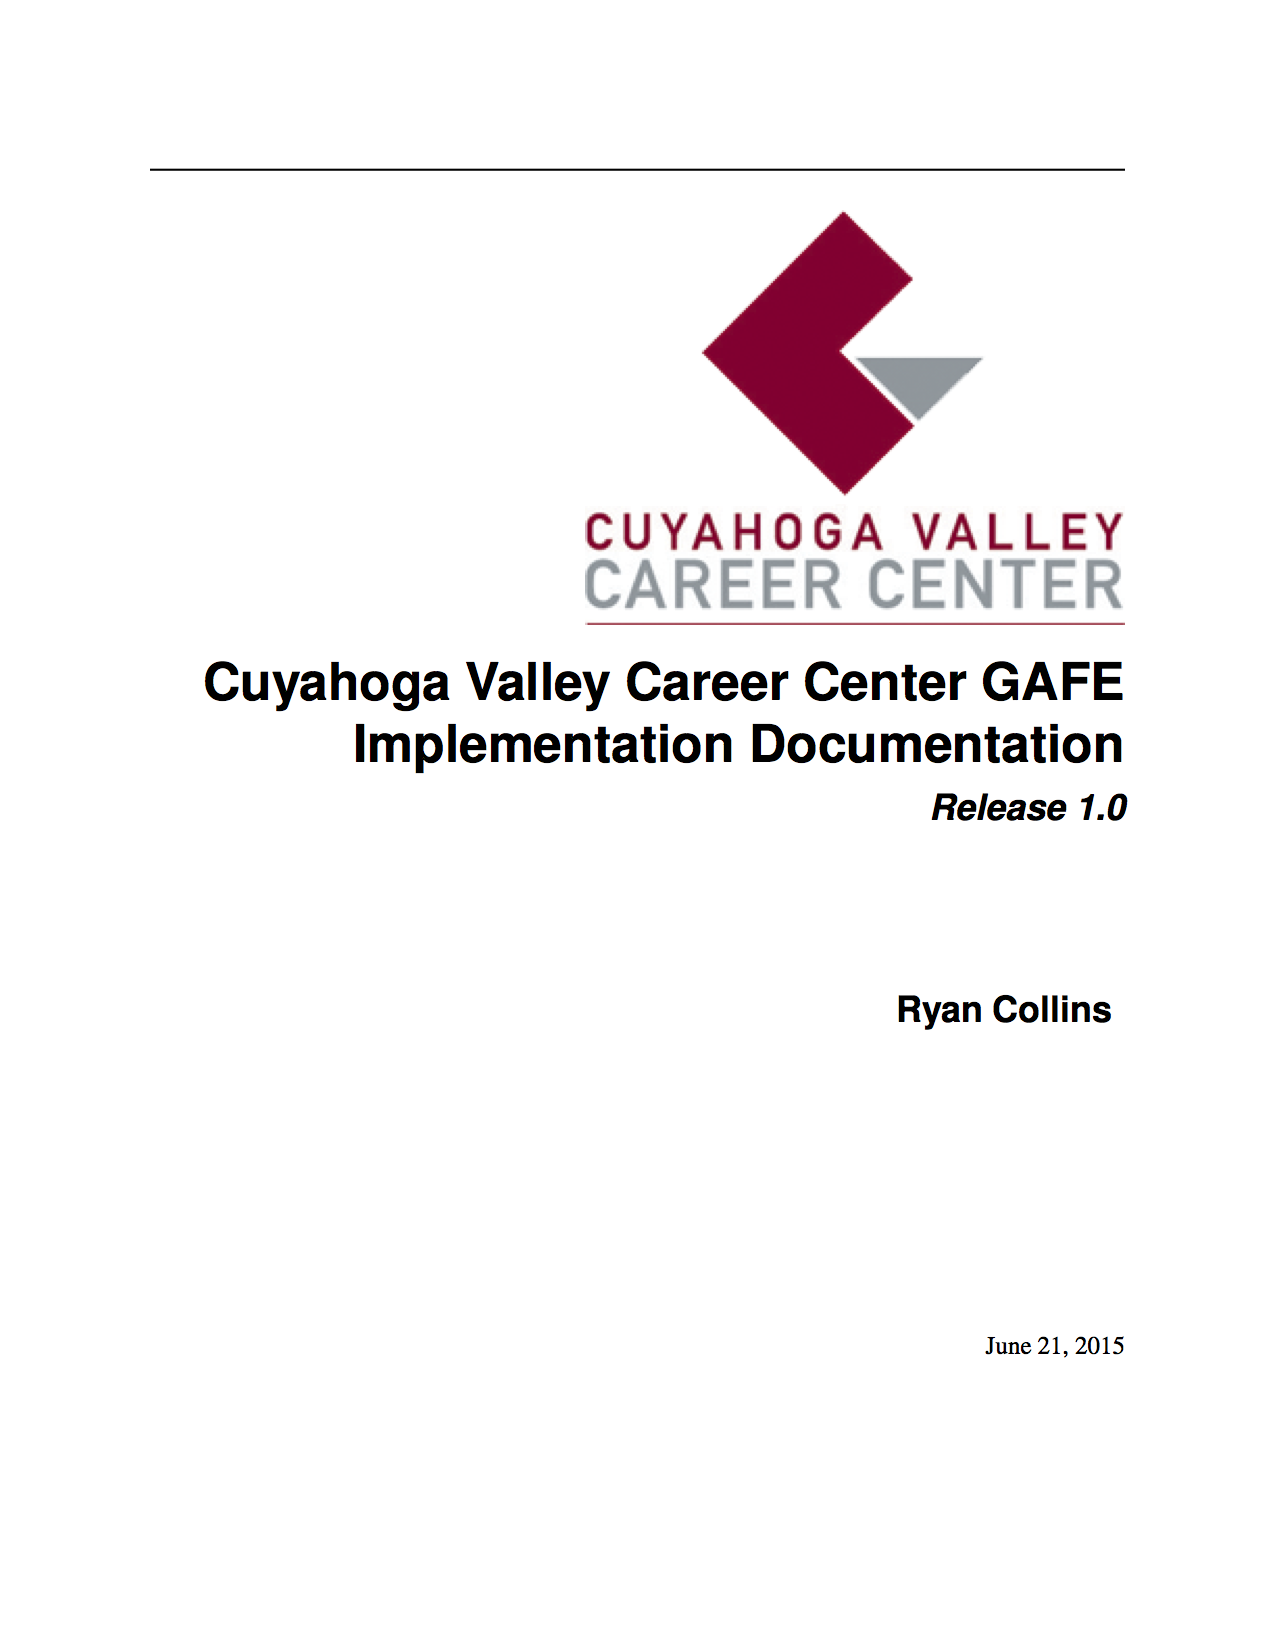 CUYAHOGA VALLEY
CAREER CENTER
Cuyahoga Valley Career Center GAFE
Implementation Documentation
Release 1.0
Ryan Collins
June 21, 2015